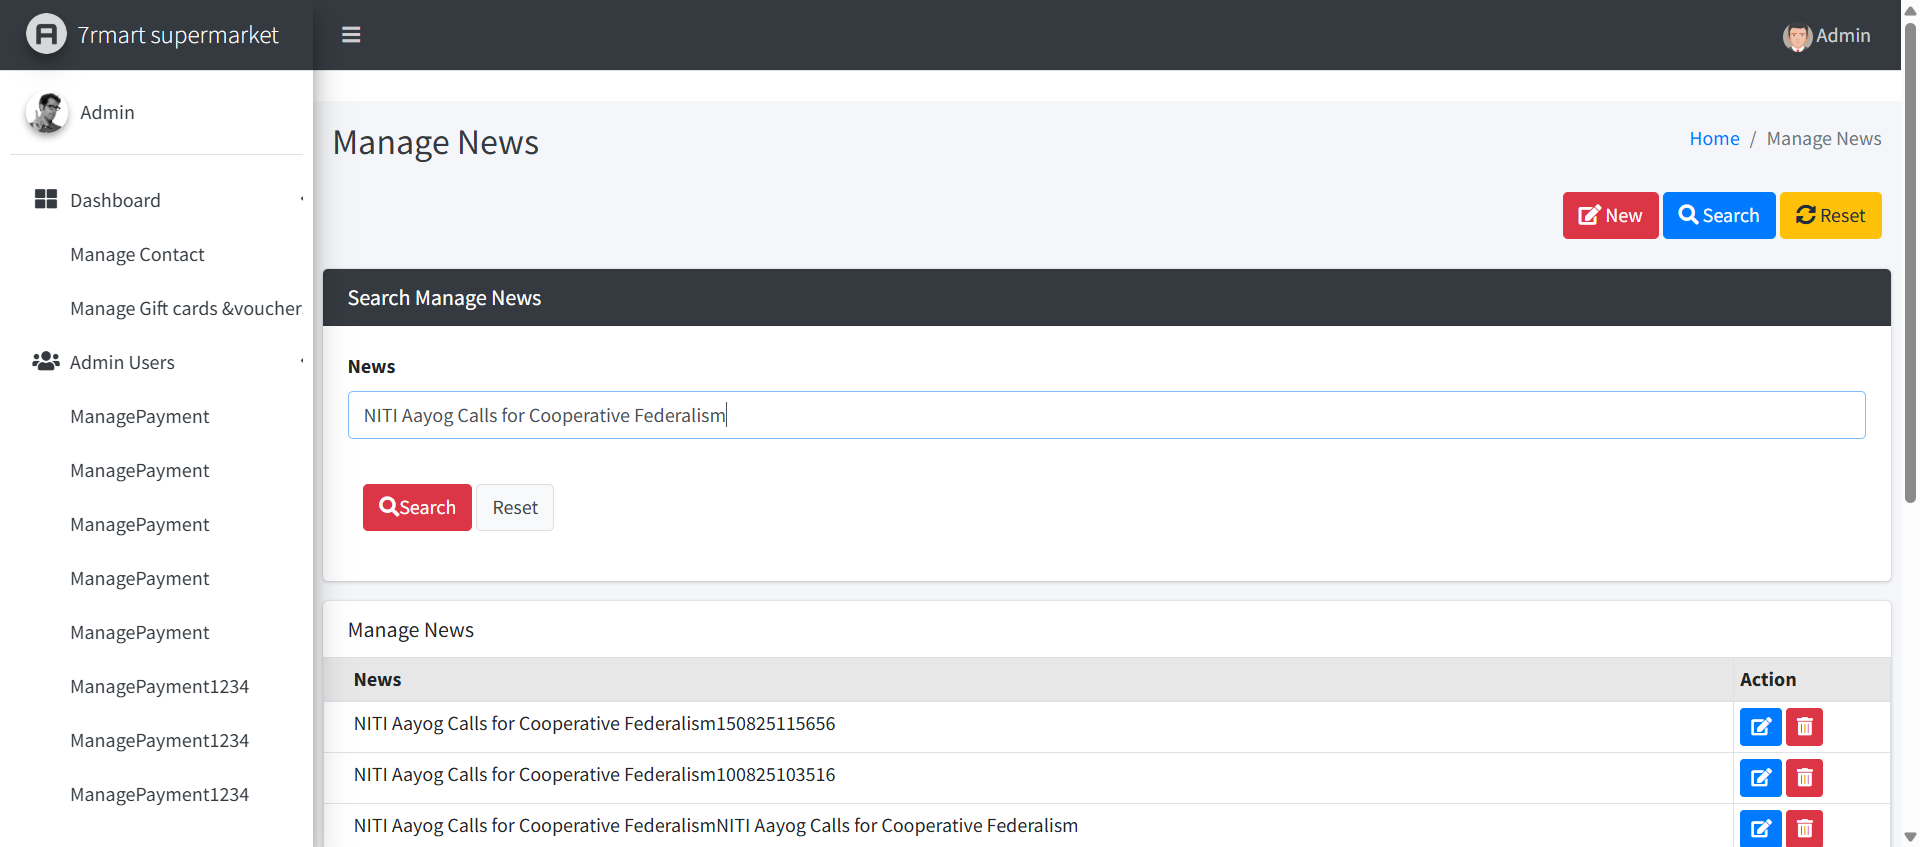 7rmart supermarket
Admin
Admin
Dashboard
Manage Contact
Manage Gift cards &voucher
Admin Users
ManagePayment
ManagePayment
ManagePayment
ManagePayment
ManagePayment
ManagePayment1234
ManagePayment1234
ManagePayment1234
Manage News
Home / Manage News
New Search Reset
Search Manage News
News
NITI Aayog Calls for Cooperative Federalism
Search Reset
Manage News
News Action
NITI Aayog Calls for Cooperative Federalism150825115656
NITI Aayog Calls for Cooperative Federalism100825103516
NITI Aayog Calls for Cooperative FederalismNITI Aayog Calls for Cooperative Federalism